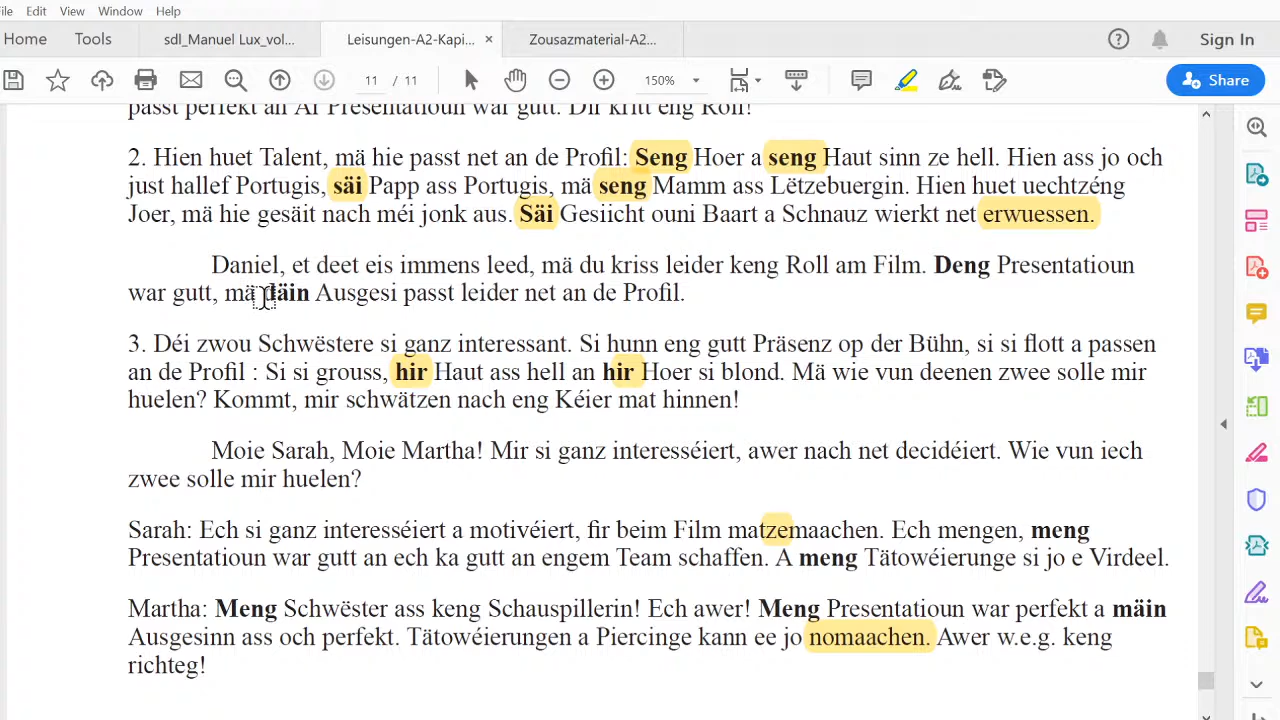 File Edit View Window Help
Home Tools sdl_Manuel Lux_vol... Leisungen-A2-Kapi... × Zousazmaterial-A2... ? Sign In
11 / 11 150% Share
passt perfekt an Är Presentatioun war gutt. Dir kritt eng Roll!
2. Hien huet Talent, mä hie passt net an de Profil: Seng Hoer a seng Haut sinn ze hell. Hien ass jo och
just hallef Portugis, säi Papp ass Portugis, mä seng Mamm ass Lëtzebuergin. Hien huet uechtzéng
Joer, mä hie gesäit nach méi jonk aus. Säi Gesiicht ouni Baart a Schnauz wierkt net erwuessen.
Daniel, et deet eis immens leed, mä du kriss leider keng Roll am Film. Deng Presentatioun
war gutt, mä däin Ausgesi passt leider net an de Profil.
3. Déi zwou Schwëstere si ganz interessant. Si hunn eng gutt Präsenz op der Bühn, si si flott a passen
an de Profil : Si si grouss, hir Haut ass hell an hir Hoer si blond. Mä wie vun deenen zwee solle mir
huelen? Kommt, mir schwätzen nach eng Kéier mat hinnen!
Moie Sarah, Moie Martha! Mir si ganz interesséiert, awer nach net decidéiert. Wie vun iech
zwee solle mir huelen?
Sarah: Ech si ganz interesséiert a motivéiert, fir beim Film matzemaachen. Ech mengen, meng
Presentatioun war gutt an ech ka gutt an engem Team schaffen. A meng Tätowéierunge si jo e Virdeel.
Martha: Meng Schwëster ass keng Schauspillerin! Ech awer! Meng Presentatioun war perfekt a mäin
Ausgesinn ass och perfekt. Tätowéierungen a Piercinge kann ee jo nomaachen. Awer w.e.g. keng
richteg!